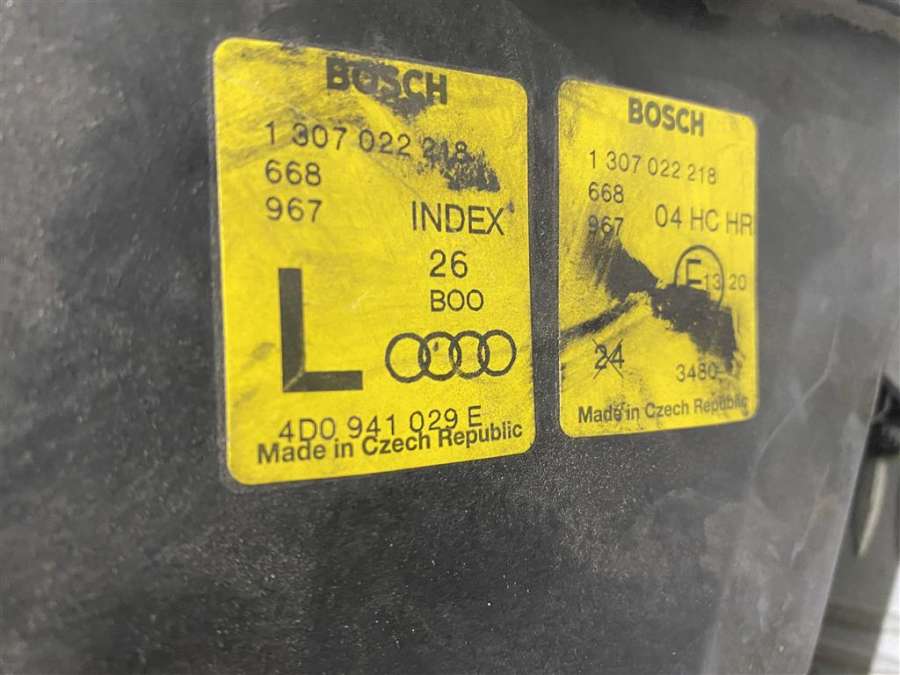 BOSCH
1 307 022 218
668
967
INDEX
26
BOO
L
4D0 941 029 E
Made in Czech Republic
BOSCH
1 307 022 218
668
967
04 HC HR
E13 20
24
3480-
Made in Czech Republic